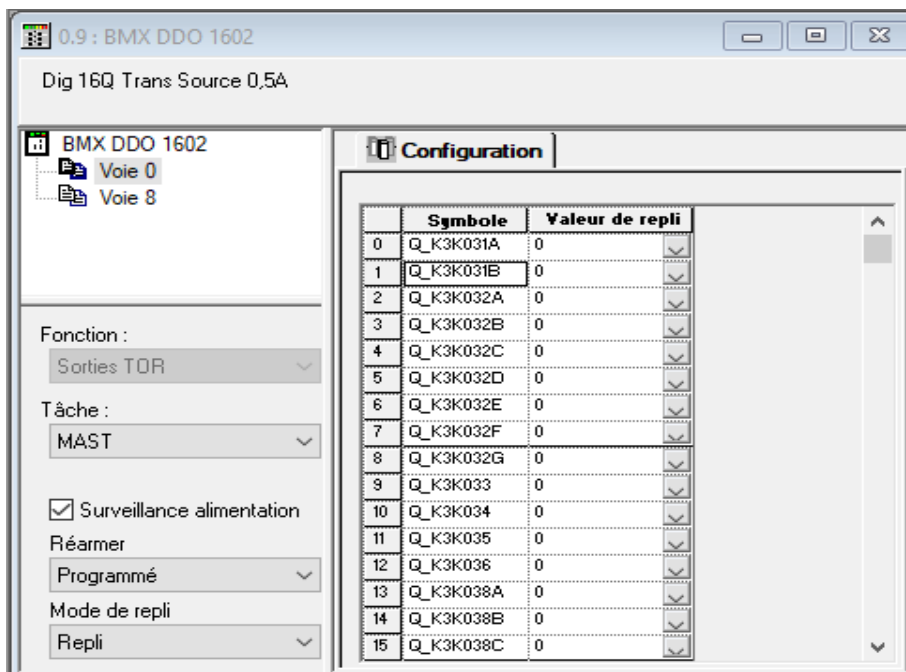 0.9 : BMX DDO 1602
Dig 16Q Trans Source 0,5A
BMX DDO 1602
Voie 0
Voie 8
Fonction :
Sorties TOR
Tâche :
MAST
Surveillance alimentation
Réarmer
Programmé
Mode de repli
Repli
Configuration
Symbole Valeur de repli
0 Q_K3K031A 0
1 Q_K3K031B 0
2 Q_K3K032A 0
3 Q_K3K032B 0
4 Q_K3K032C 0
5 Q_K3K032D 0
6 Q_K3K032E 0
7 Q_K3K032F 0
8 Q_K3K032G 0
9 Q_K3K033 0
10 Q_K3K034 0
11 Q_K3K035 0
12 Q_K3K036 0
13 Q_K3K038A 0
14 Q_K3K038B 0
15 Q_K3K038C 0